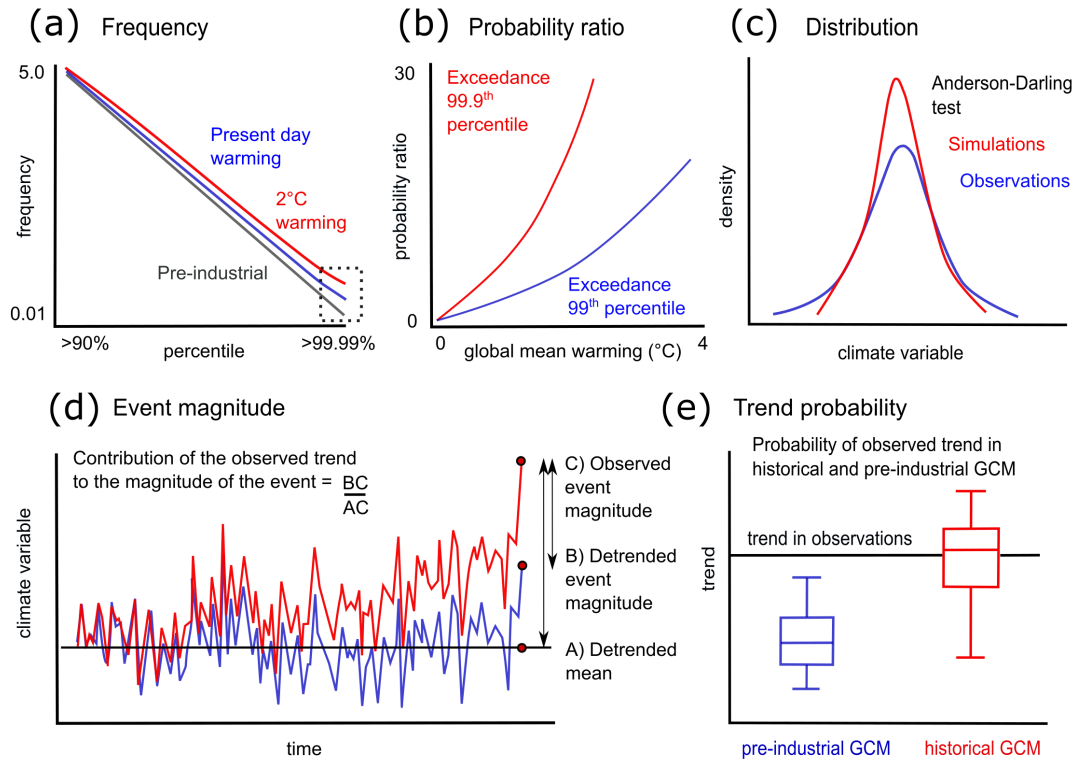 (a) Frequency
5.0
frequency
0.01
Present day
warming
2°C
warming
Pre-industrial
>90%
percentile
>99.99%
(b) Probability ratio
30
probability ratio
0
Exceedance
99.9th
percentile
Exceedance
99th percentile
0
global mean warming (°C)
4
(c) Distribution
density
Anderson-Darling
test
Simulations
Observations
climate variable
(d) Event magnitude
Contribution of the observed trend
to the magnitude of the event = BC
AC
climate variable
time
C) Observed
event
magnitude
B) Detrended
event
magnitude
A) Detrended
mean
(e) Trend probability
Probability of observed trend in
historical and pre-industrial GCM
trend in observations
trend
pre-industrial GCM
historical GCM